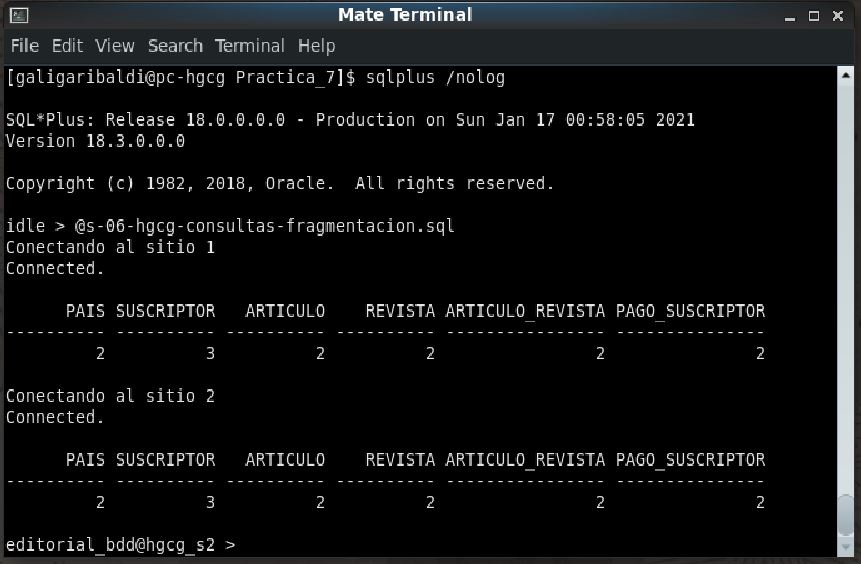 Mate Terminal
File Edit View Search Terminal Help
[galigaribaldi@pc-hgcg Practica_7]$ sqlplus /nolog
SQL*Plus: Release 18.0.0.0.0 - Production on Sun Jan 17 00:58:05 2021
Version 18.3.0.0.0
Copyright (c) 1982, 2018, Oracle.  All rights reserved.
idle > @s-06-hgcg-consultas-fragmentacion.sql
Conectando al sitio 1
Connected.
      PAIS SUSCRIPTOR   ARTICULO    REVISTA ARTICULO_REVISTA PAGO_SUSCRIPTOR
---------- ---------- ---------- ---------- ---------------- ---------------
         2          3          2          2                2               2
Conectando al sitio 2
Connected.
      PAIS SUSCRIPTOR   ARTICULO    REVISTA ARTICULO_REVISTA PAGO_SUSCRIPTOR
---------- ---------- ---------- ---------- ---------------- ---------------
         2          3          2          2                2               2
editorial_bdd@hgcg_s2 >